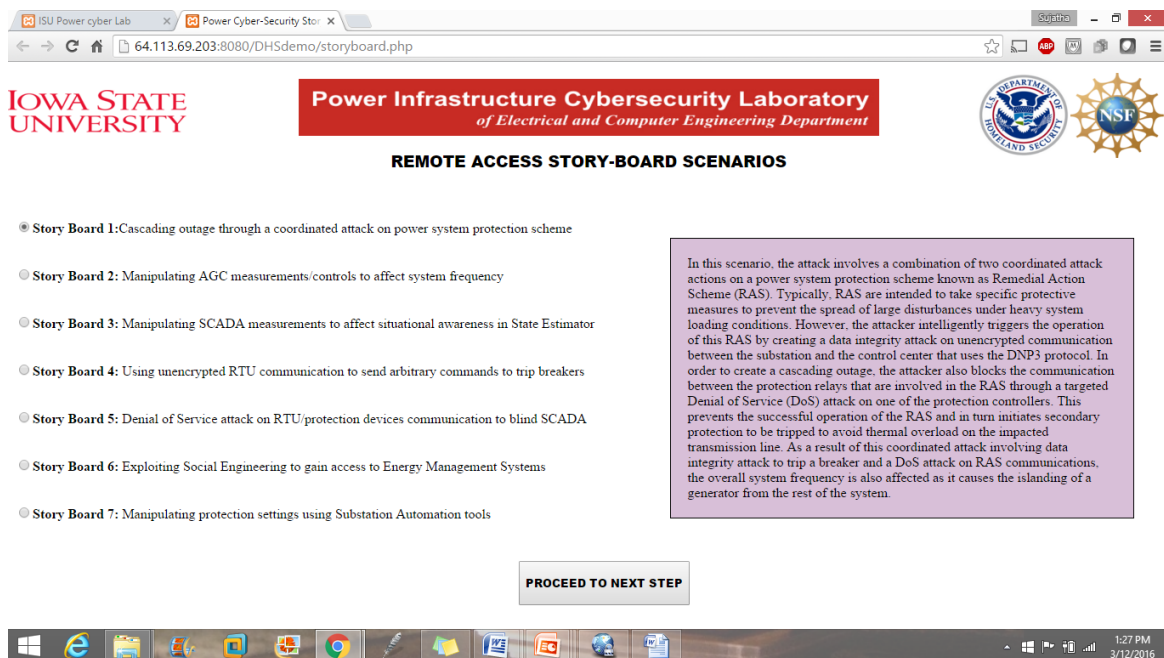 ISU Power cyber Lab
Power Cyber-Security Stor
Sujatha
64.113.69.203:8080/DHSdemo/storyboard.php
ABP
IOWA STATE
UNIVERSITY
Power Infrastructure Cybersecurity Laboratory
of Electrical and Computer Engineering Department
U.S. DEPARTMENT OF
HOMELAND SECURITY
NSF
REMOTE ACCESS STORY-BOARD SCENARIOS
Story Board 1:Cascading outage through a coordinated attack on power system protection scheme
Story Board 2: Manipulating AGC measurements/controls to affect system frequency
Story Board 3: Manipulating SCADA measurements to affect situational awareness in State Estimator
Story Board 4: Using unencrypted RTU communication to send arbitrary commands to trip breakers
Story Board 5: Denial of Service attack on RTU/protection devices communication to blind SCADA
Story Board 6: Exploiting Social Engineering to gain access to Energy Management Systems
Story Board 7: Manipulating protection settings using Substation Automation tools
In this scenario, the attack involves a combination of two coordinated attack
actions on a power system protection scheme known as Remedial Action
Scheme (RAS). Typically, RAS are intended to take specific protective
measures to prevent the spread of large disturbances under heavy system
loading conditions. However, the attacker intelligently triggers the operation
of this RAS by creating a data integrity attack on unencrypted communication
between the substation and the control center that uses the DNP3 protocol. In
order to create a cascading outage, the attacker also blocks the communication
between the protection relays that are involved in the RAS through a targeted
Denial of Service (DoS) attack on one of the protection controllers. This
prevents the successful operation of the RAS and in turn initiates secondary
protection to be tripped to avoid thermal overload on the impacted
transmission line. As a result of this coordinated attack involving data
integrity attack to trip a breaker and a DoS attack on RAS communications,
the overall system frequency is also affected as it causes the islanding of a
generator from the rest of the system.
PROCEED TO NEXT STEP
1:27 PM
3/12/2016